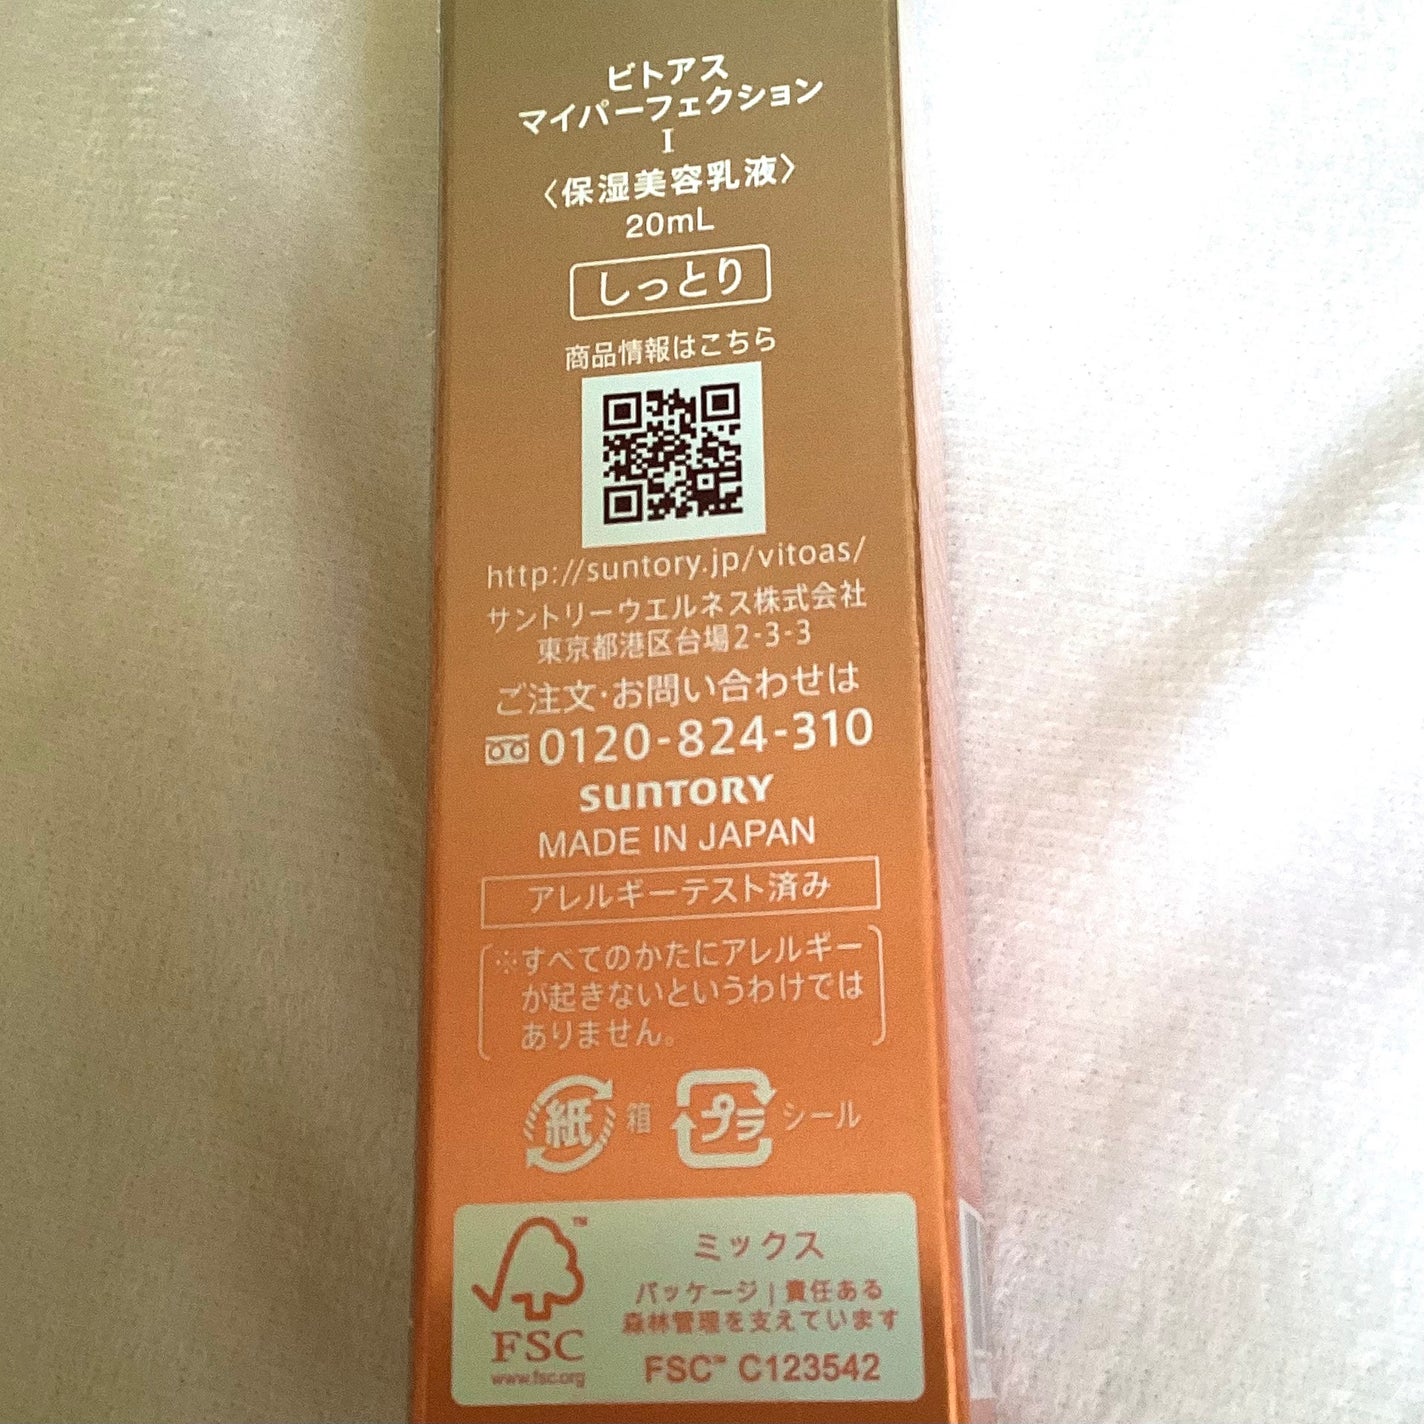 ビトアス
マイパーフェクション
I
〈保湿美容乳液〉
20mL
しっとり
商品情報はこちら
http://suntory.jp/vitoas/
サントリーウエルネス株式会社
東京都港区台場2-3-3
ご注文・お問い合わせは
0120-824-310
SUNTORY
MADE IN JAPAN
アレルギーテスト済み
※すべてのかたにアレルギー
が起きないというわけでは
ありません。
紙 箱 プラ シール
ミックス
パッケージ | 責任ある
森林管理を支えています
FSC™ C123542
FSC
www.fsc.org